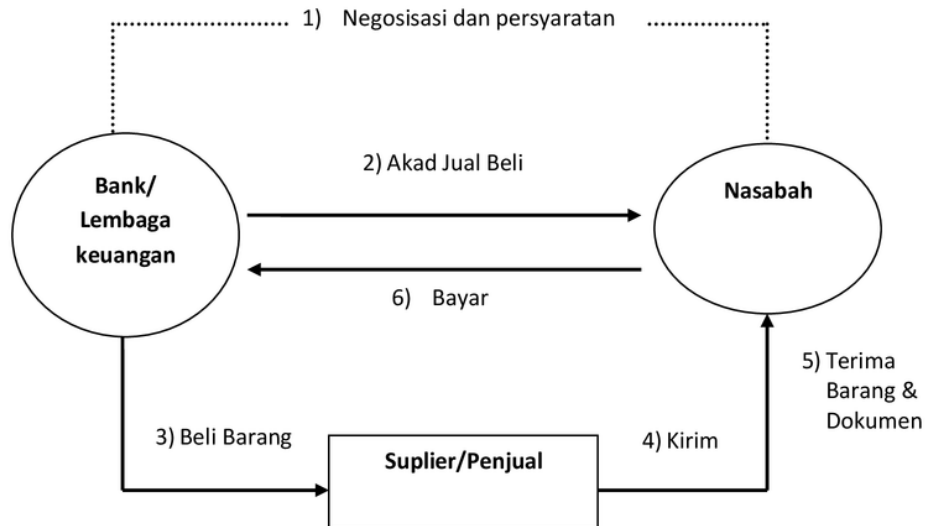 1) Negosisasi dan persyaratan
2) Akad Jual Beli
Bank/
Lembaga
keuangan
Nasabah
6) Bayar
5) Terima
Barang &
Dokumen
3) Beli Barang
4) Kirim
Suplier/Penjual